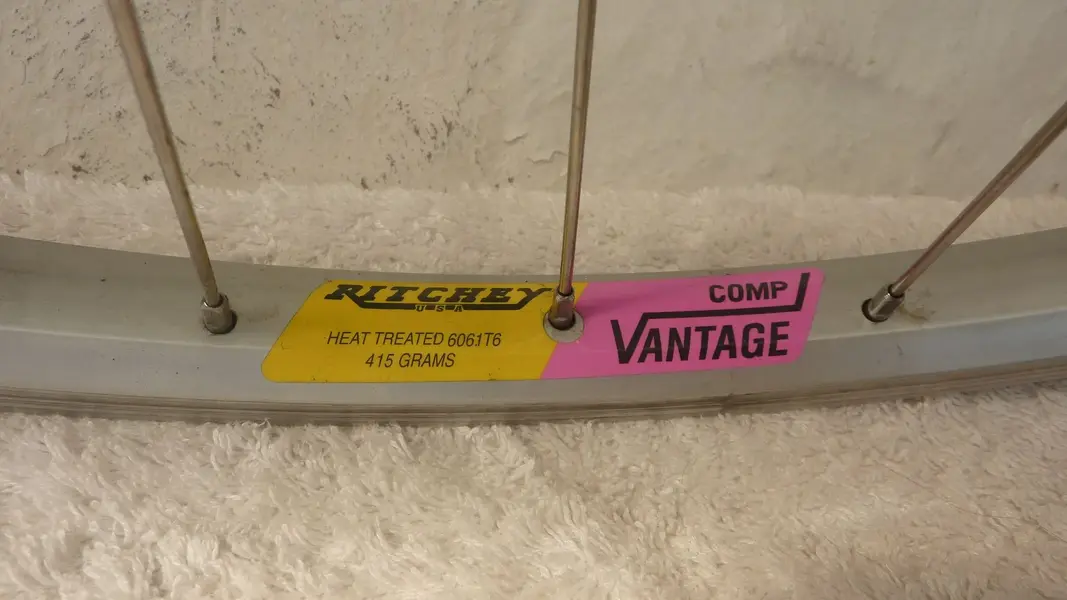 RITCHEY
USA
HEAT TREATED 6061T6
415 GRAMS
COMP
VANTAGE